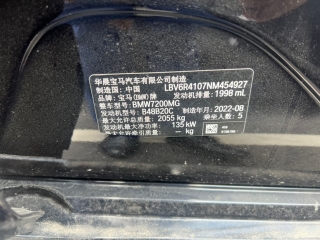 华晨宝马汽车有限公司制造
制造国：中国 LBV6R4107NM454927
品牌：宝马(BMW)牌 发动机排量：1998 mL
整车型号：BMW7200MG
发动机型号：B48B20C 制造年月：2022-08
最大允许总质量：2055 kg 乘坐人数：5
发动机最大净功率：135 kW